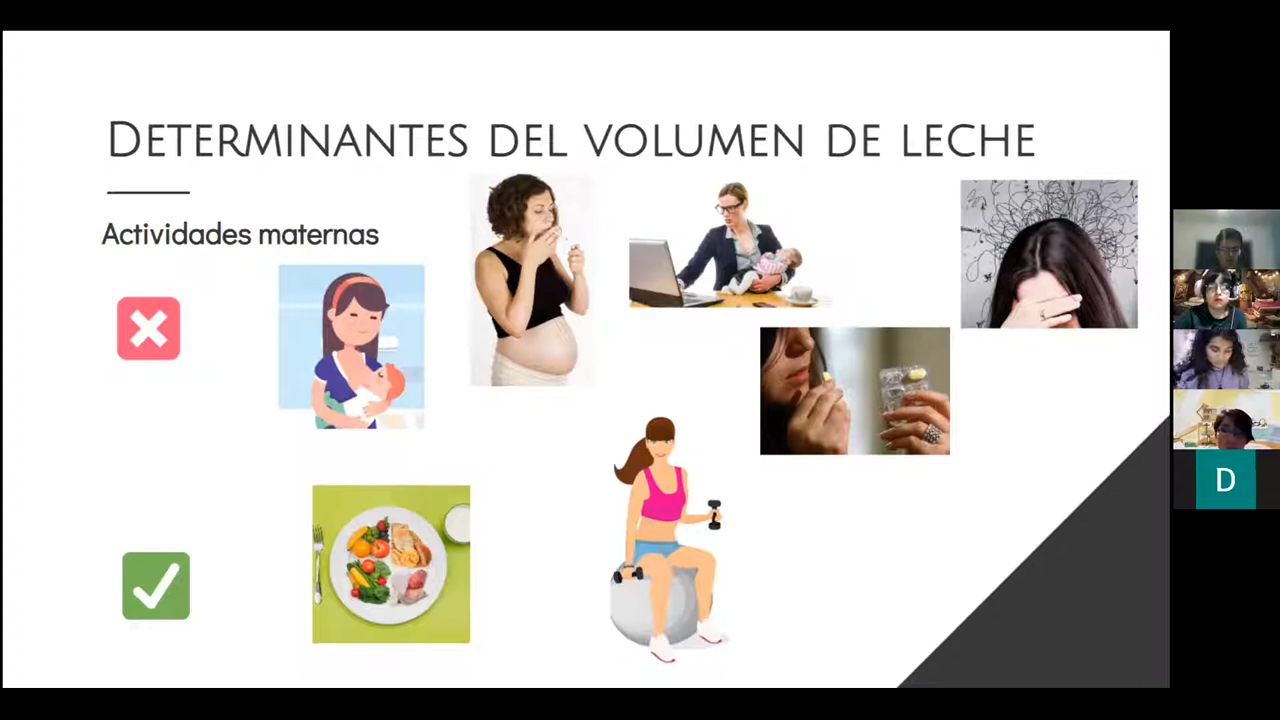 DETERMINANTES DEL VOLUMEN DE LECHE
Actividades maternas
D